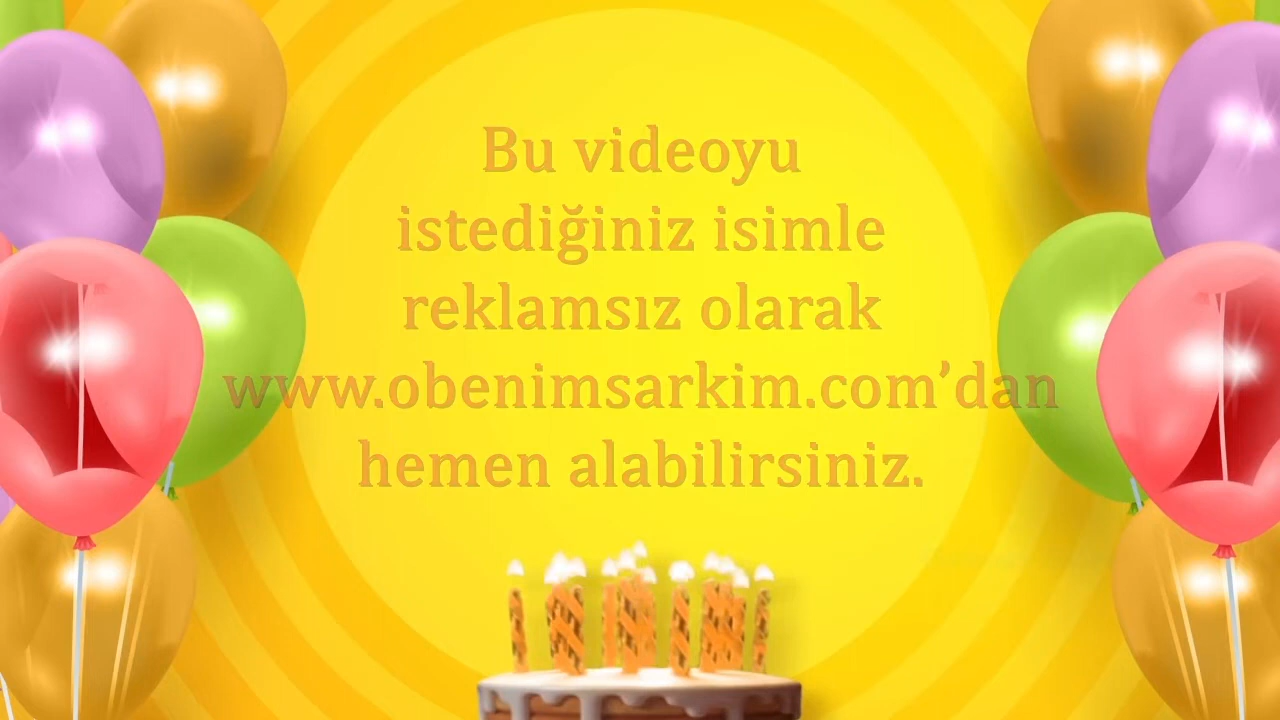 Bu videoyu
istediğiniz isimle
reklamsız olarak
www.obenimsarkim.com’dan
hemen alabilirsiniz.